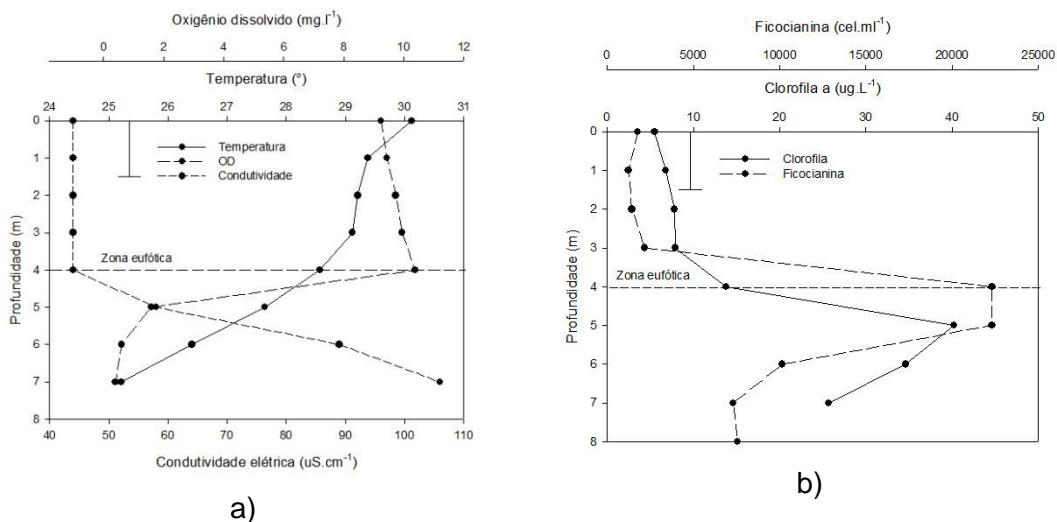 Oxigênio dissolvido (mg.l-1)
0 2 4 6 8 10 12
Temperatura (°)
24 25 26 27 28 29 30 31
0
1
2
3
4
5
6
7
8
Profundidade (m)
Temperatura
OD
Condutividade
Zona eufótica
40 50 60 70 80 90 100 110
Condutividade elétrica (uS.cm-1)
a)
Ficocianina (cel.ml-1)
0 5000 10000 15000 20000 25000
Clorofila a (ug.L-1)
0 10 20 30 40 50
0
1
2
3
4
5
6
7
8
Profundidade (m)
Clorofila
Ficocianina
Zona eufótica
b)